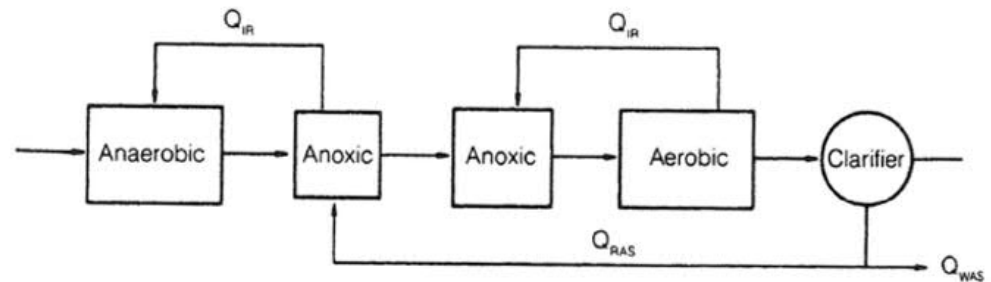 Q_IR Q_IR
Anaerobic Anoxic Anoxic Aerobic Clarifier
Q_RAS
Q_WAS